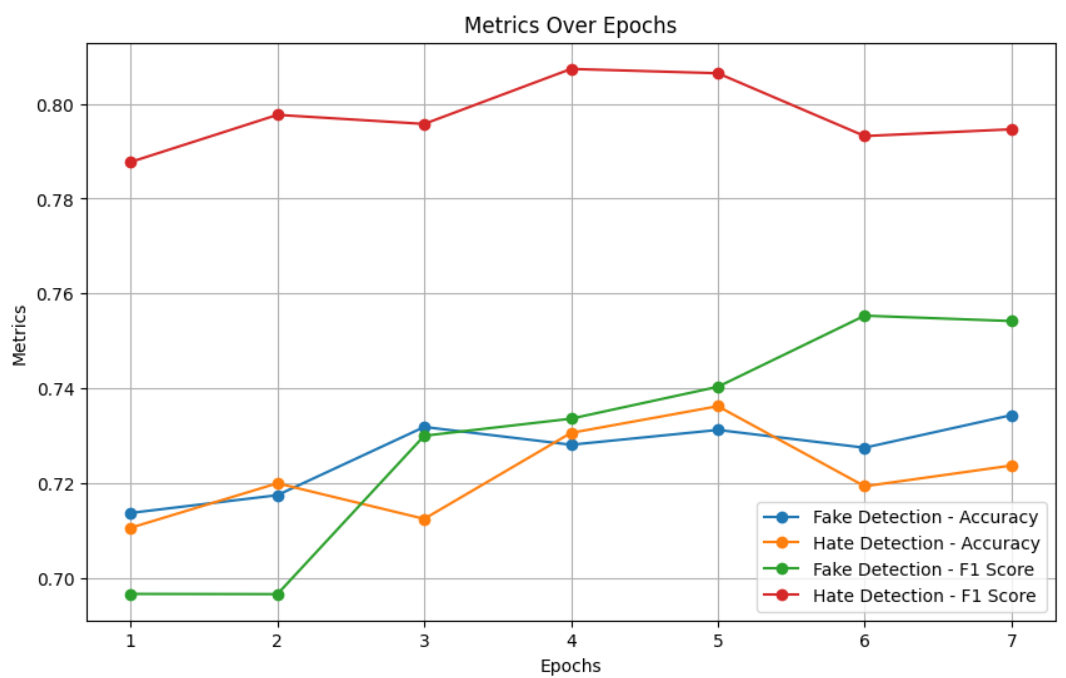 Metrics Over Epochs
Metrics
0.80
0.78
0.76
0.74
0.72
0.70
1 2 3 4 5 6 7
Epochs
Fake Detection - Accuracy
Hate Detection - Accuracy
Fake Detection - F1 Score
Hate Detection - F1 Score